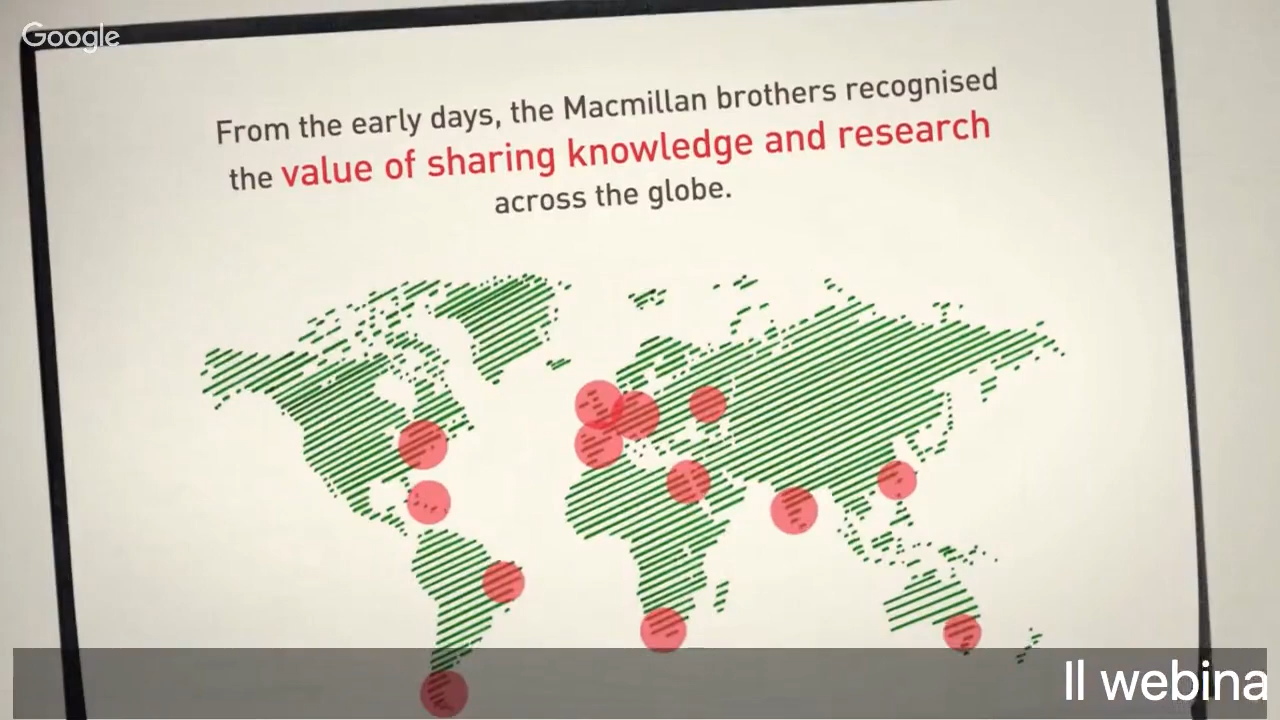 Google
From the early days, the Macmillan brothers recognised
the value of sharing knowledge and research
across the globe.
Il webina